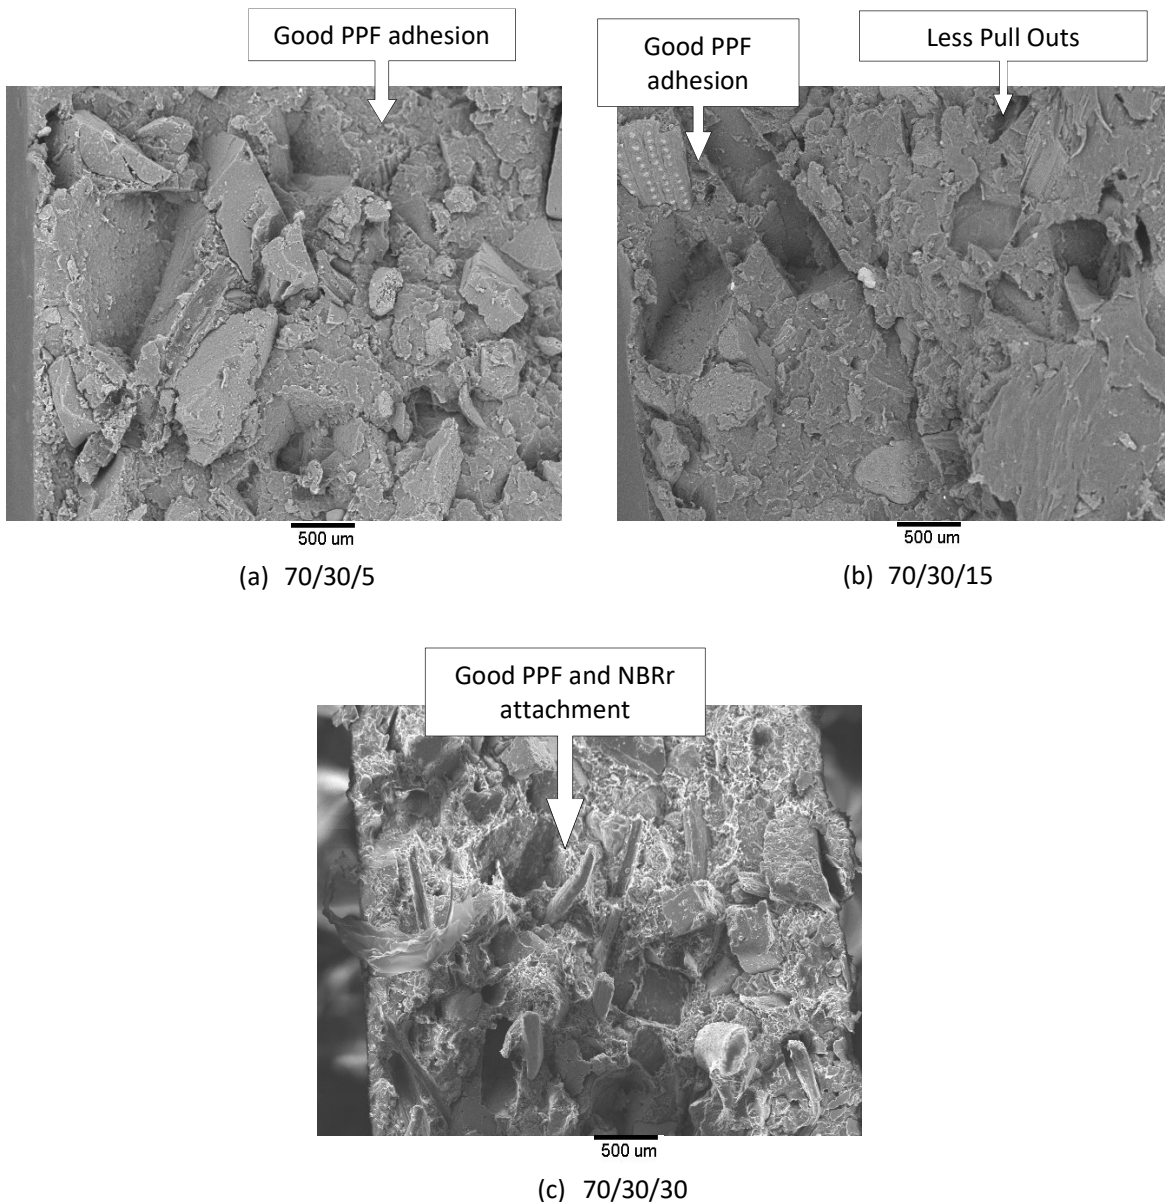 Good PPF adhesion
Good PPF
adhesion
Less Pull Outs
500 um
(a) 70/30/5
500 um
(b) 70/30/15
Good PPF and NBRr
attachment
500 um
(c) 70/30/30